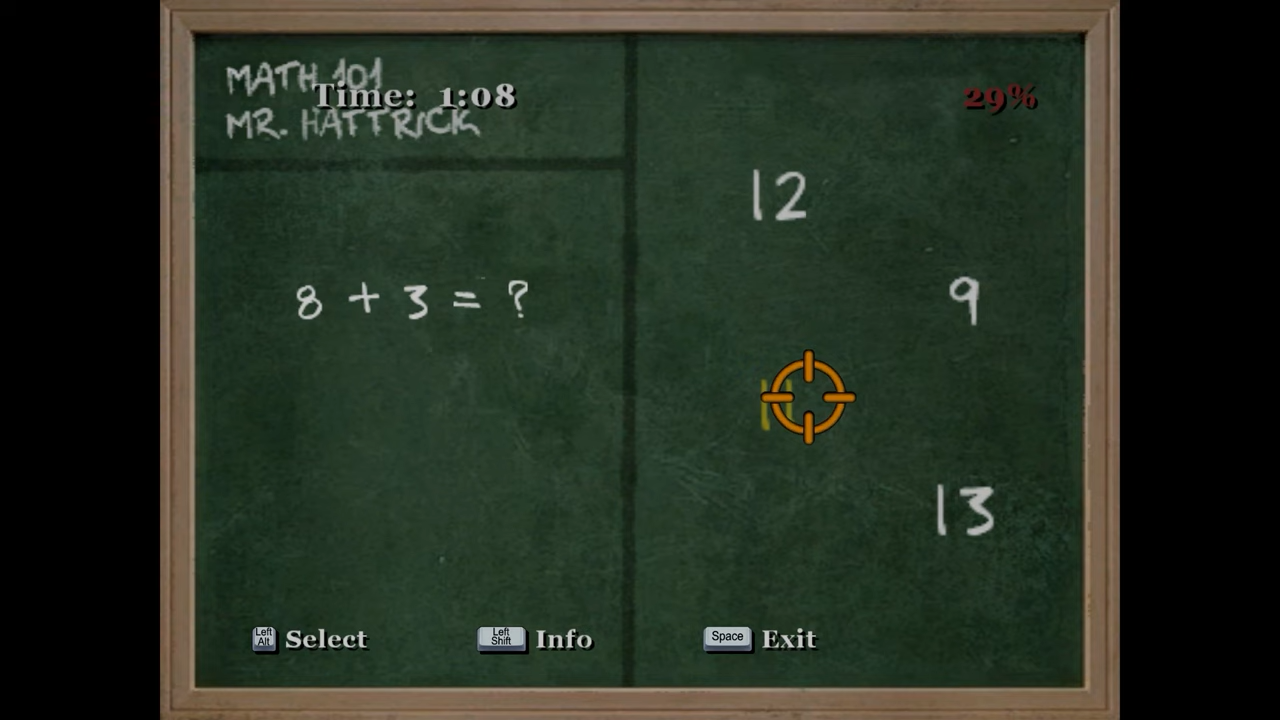 MATH 101
Time: 1:08
29%
MR. HATTRICK
12
8 + 3 = ?
9
11
13
Left Alt Select
Left Shift Info
Space Exit